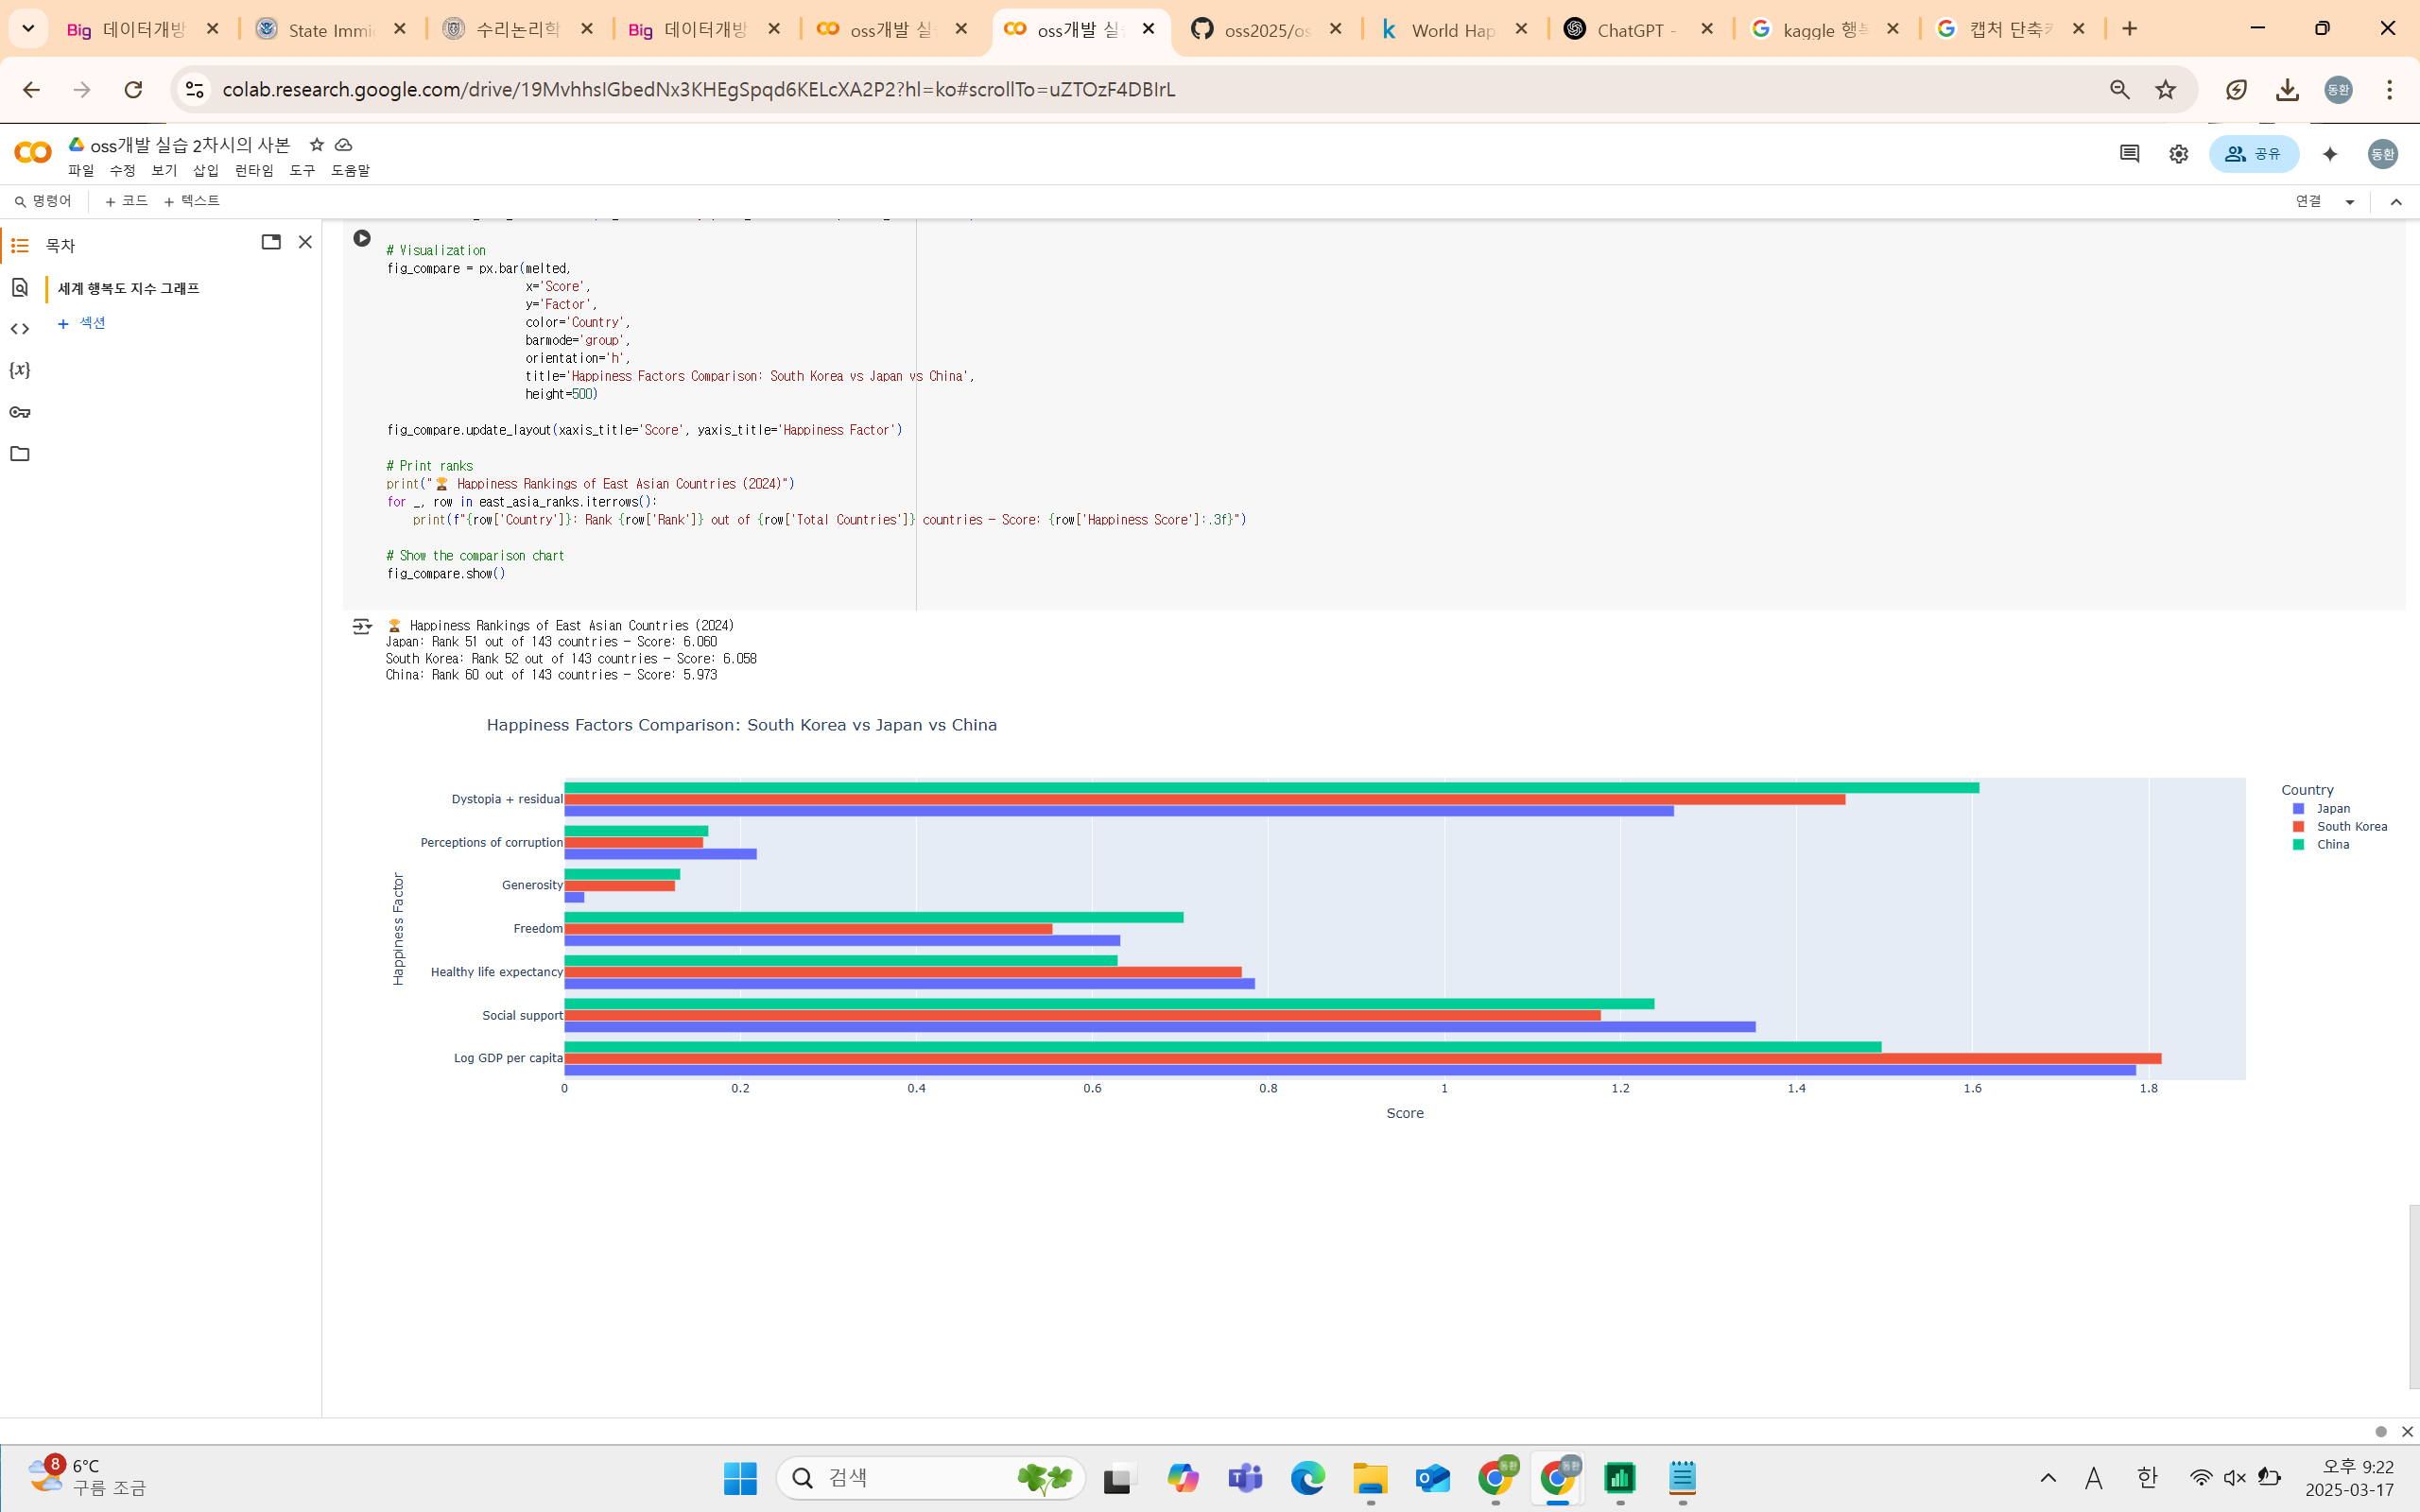 Big 데이터개발
State Immi
수리논리학
Big 데이터개발
oss개발 실
oss개발 실
oss2025/os
World Hap
ChatGPT -
kaggle 행
캡처 단축키
colab.research.google.com/drive/19MvhhsIGbedNx3KHEgSpqd6KELcXA2P2?hl=ko#scrollTo=uZTOzF4DBIrL
동환
oss개발 실습 2차시의 사본
파일 수정 보기 삽입 런타임 도구 도움말
공유
동환
명령어 + 코드 + 텍스트
연결
목차
세계 행복도 지수 그래프
+ 섹션
# Visualization
fig_compare = px.bar(melted,
x='Score',
y='Factor',
color='Country',
barmode='group',
orientation='h',
title='Happiness Factors Comparison: South Korea vs Japan vs China',
height=500)
fig_compare.update_layout(xaxis_title='Score', yaxis_title='Happiness Factor')
# Print ranks
print("🏆 Happiness Rankings of East Asian Countries (2024)")
for _, row in east_asia_ranks.iterrows():
print(f"{row['Country']}: Rank {row['Rank']} out of {row['Total Countries']} countries - Score: {row['Happiness Score']:.3f}")
# Show the comparison chart
fig_compare.show()
🏆 Happiness Rankings of East Asian Countries (2024)
Japan: Rank 51 out of 143 countries - Score: 6.060
South Korea: Rank 52 out of 143 countries - Score: 6.058
China: Rank 60 out of 143 countries - Score: 5.973
Happiness Factors Comparison: South Korea vs Japan vs China
Country
Japan
South Korea
China
Happiness Factor
Dystopia + residual
Perceptions of corruption
Generosity
Freedom
Healthy life expectancy
Social support
Log GDP per capita
0 0.2 0.4 0.6 0.8 1 1.2 1.4 1.6 1.8
Score
8
6°C
구름 조금
검색
동환
동환
A
한
오후 9:22
2025-03-17